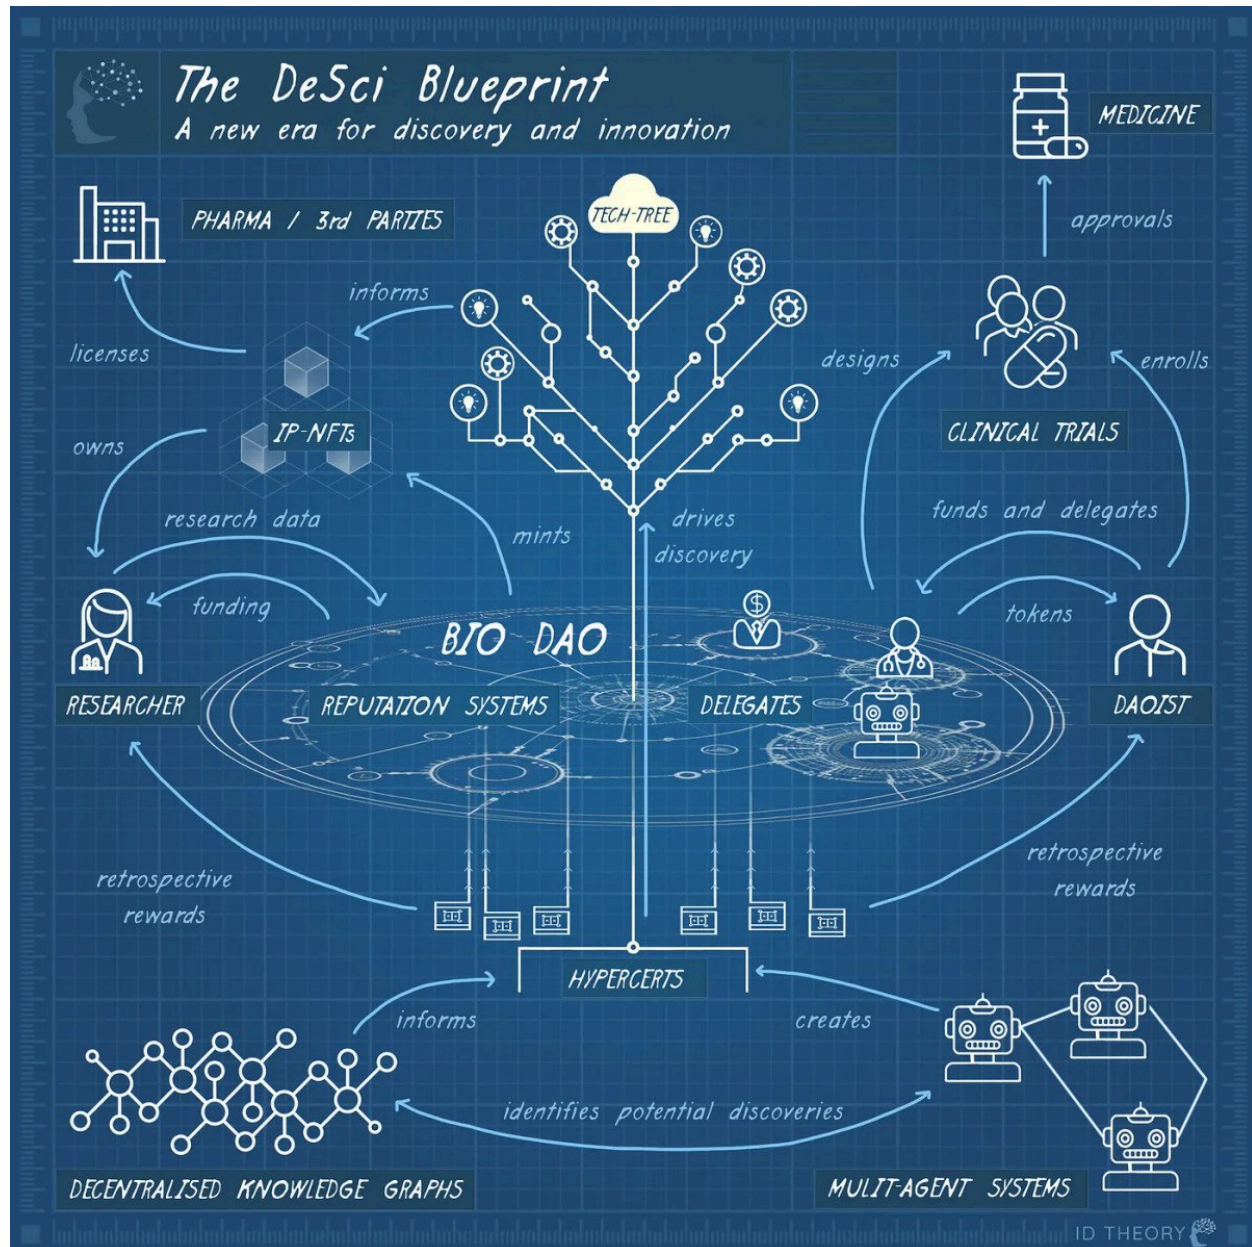 The DeSci Blueprint
A new era for discovery and innovation
MEDICINE
PHARMA / 3rd PARTIES
TECH-TREE
approvals
informs
licenses
designs
enrolls
IP-NFTs
CLINICAL TRIALS
owns
research data
mints
drives
discovery
funds and delegates
funding
tokens
BIO DAO
$
RESEARCHER
REPUTATION SYSTEMS
DELEGATES
DAOIST
retrospective
rewards
retrospective
rewards
HYPERCERTS
informs
creates
identifies potential discoveries
DECENTRALISED KNOWLEDGE GRAPHS
MULIT-AGENT SYSTEMS
ID THEORY